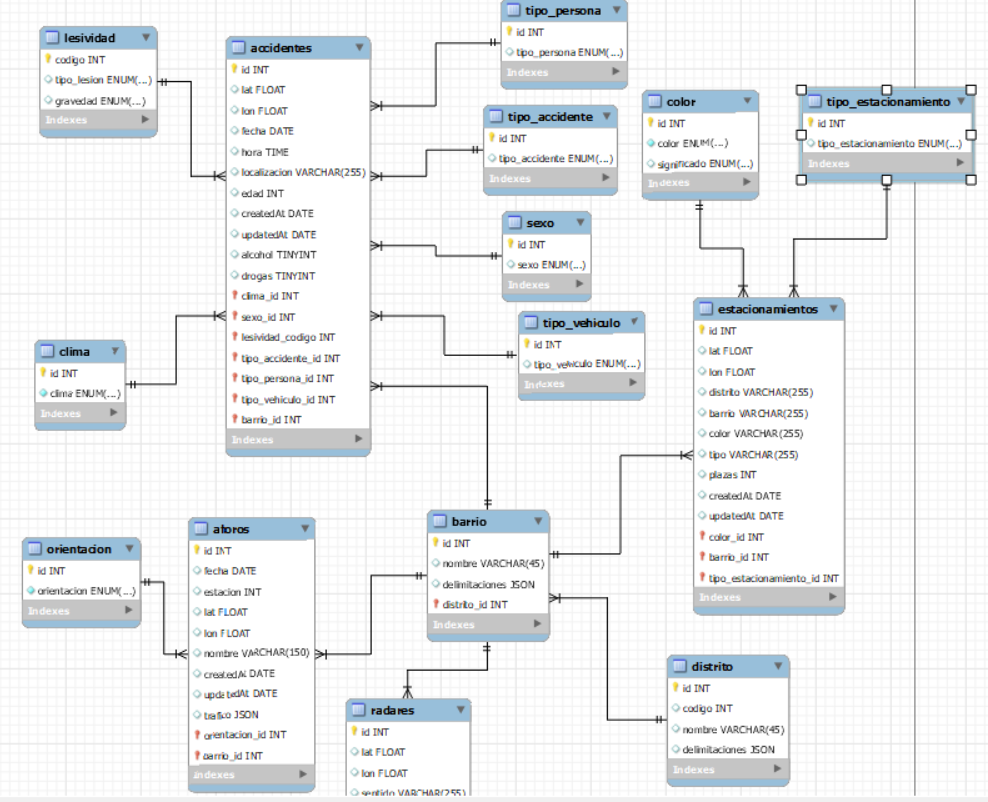 lesividad
codigo INT
tipo_lesion ENUM(...)
gravedad ENUM(...)
Indexes
accidentes
id INT
lat FLOAT
lon FLOAT
fecha DATE
hora TIME
localizacion VARCHAR(255)
edad INT
createdAt DATE
updatedAt DATE
alcohol TINYINT
drogas TINYINT
clima_id INT
sexo_id INT
lesividad_codigo INT
tipo_accidente_id INT
tipo_persona_id INT
tipo_vehiculo_id INT
barrio_id INT
Indexes
tipo_persona
id INT
tipo_persona ENUM(...)
Indexes
tipo_accidente
id INT
tipo_accidente ENUM(...)
Indexes
color
id INT
color ENUM(...)
significado ENUM(...)
Indexes
tipo_estacionamiento
id INT
tipo_estacionamiento ENUM(...)
Indexes
sexo
id INT
sexo ENUM(...)
Indexes
tipo_vehiculo
id INT
tipo_vehiculo ENUM(...)
Indexes
clima
id INT
clima ENUM(...)
Indexes
estacionamientos
id INT
lat FLOAT
lon FLOAT
distrito VARCHAR(255)
barrio VARCHAR(255)
color VARCHAR(255)
tipo VARCHAR(255)
plazas INT
createdAt DATE
updatedAt DATE
color_id INT
barrio_id INT
tipo_estacionamiento_id INT
Indexes
orientacion
id INT
orientacion ENUM(...)
Indexes
aforos
id INT
fecha DATE
estacion INT
lat FLOAT
lon FLOAT
nombre VARCHAR(150)
createdAt DATE
updatedAt DATE
trafico JSON
orientacion_id INT
barrio_id INT
Indexes
barrio
id INT
nombre VARCHAR(45)
delimitaciones JSON
distrito_id INT
Indexes
radares
id INT
lat FLOAT
lon FLOAT
sentido VARCHAR(255)
distrito
id INT
codigo INT
nombre VARCHAR(45)
delimitaciones JSON
Indexes